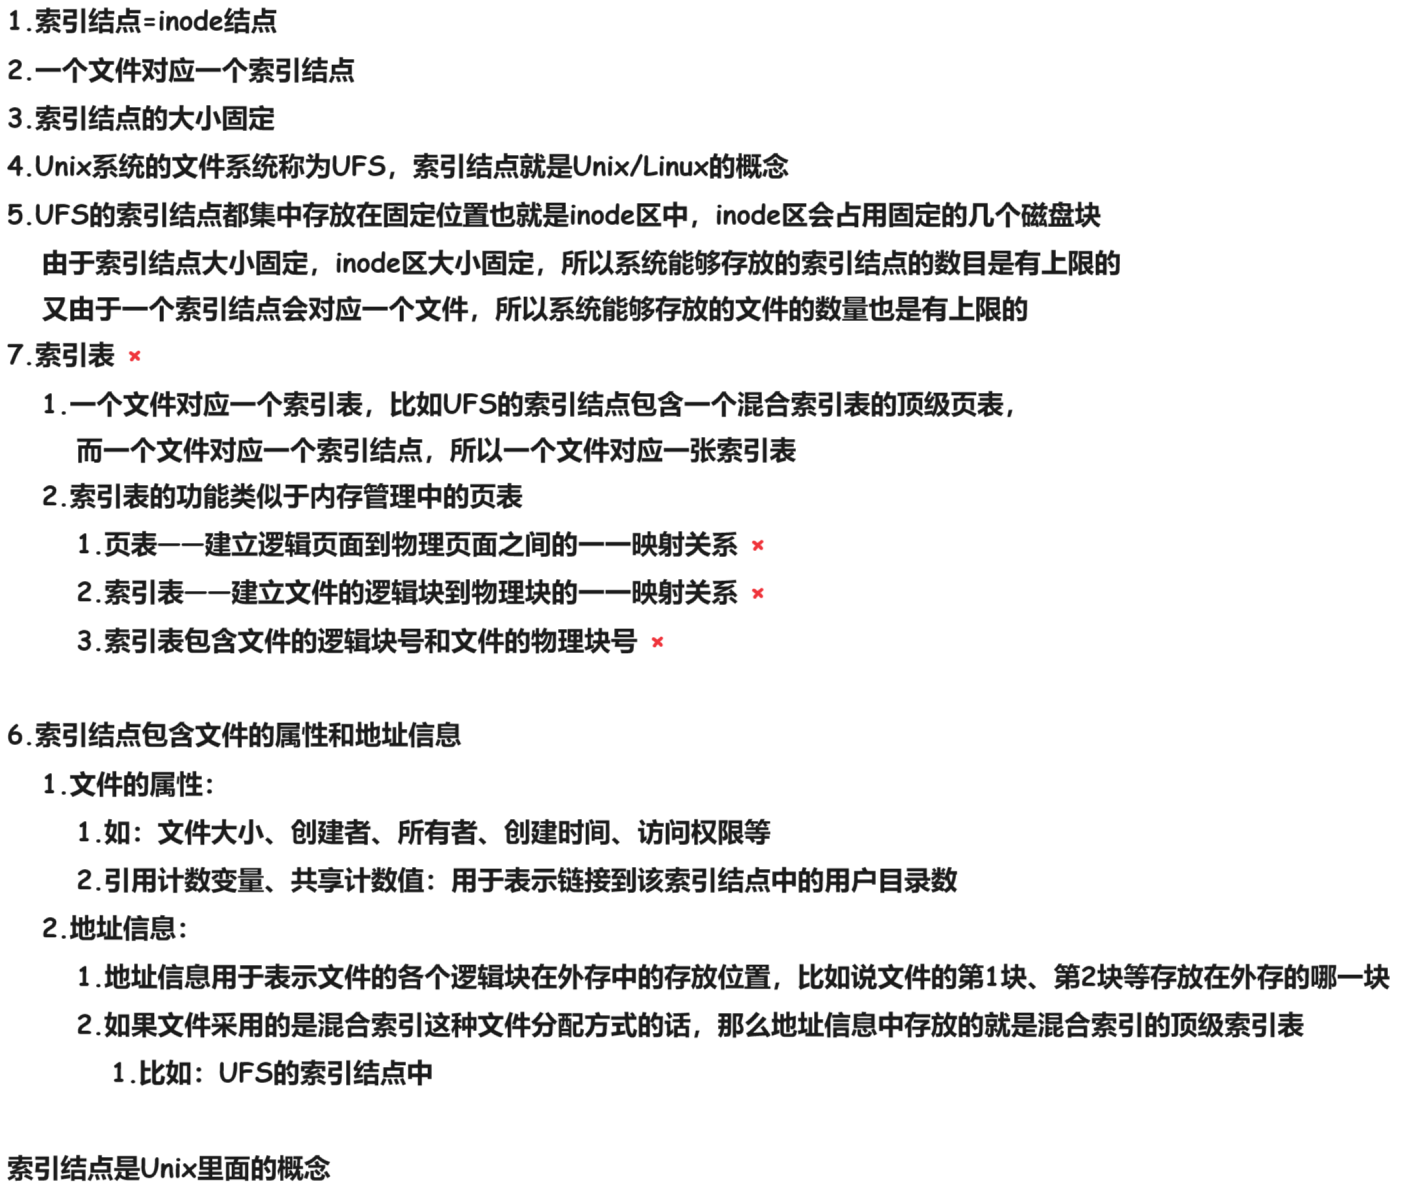 1.索引结点=inode结点
2.一个文件对应一个索引结点
3.索引结点的大小固定
4.Unix系统的文件系统称为UFS，索引结点就是Unix/Linux的概念
5.UFS的索引结点都集中存放在固定位置也就是inode区中，inode区会占用固定的几个磁盘块
由于索引结点大小固定，inode区大小固定，所以系统能够存放的索引结点的数目是有上限的
又由于一个索引结点会对应一个文件，所以系统能够存放的文件的数量也是有上限的
7.索引表 ×
1.一个文件对应一个索引表，比如UFS的索引结点包含一个混合索引表的顶级页表，
而一个文件对应一个索引结点，所以一个文件对应一张索引表
2.索引表的功能类似于内存管理中的页表
1.页表——建立逻辑页面到物理页面之间的一一映射关系 ×
2.索引表——建立文件的逻辑块到物理块的一一映射关系 ×
3.索引表包含文件的逻辑块号和文件的物理块号 ×
6.索引结点包含文件的属性和地址信息
1.文件的属性：
1.如：文件大小、创建者、所有者、创建时间、访问权限等
2.引用计数变量、共享计数值：用于表示链接到该索引结点中的用户目录数
2.地址信息：
1.地址信息用于表示文件的各个逻辑块在外存中的存放位置，比如说文件的第1块、第2块等存放在外存的哪一块
2.如果文件采用的是混合索引这种文件分配方式的话，那么地址信息中存放的就是混合索引的顶级索引表
1.比如：UFS的索引结点中
索引结点是Unix里面的概念